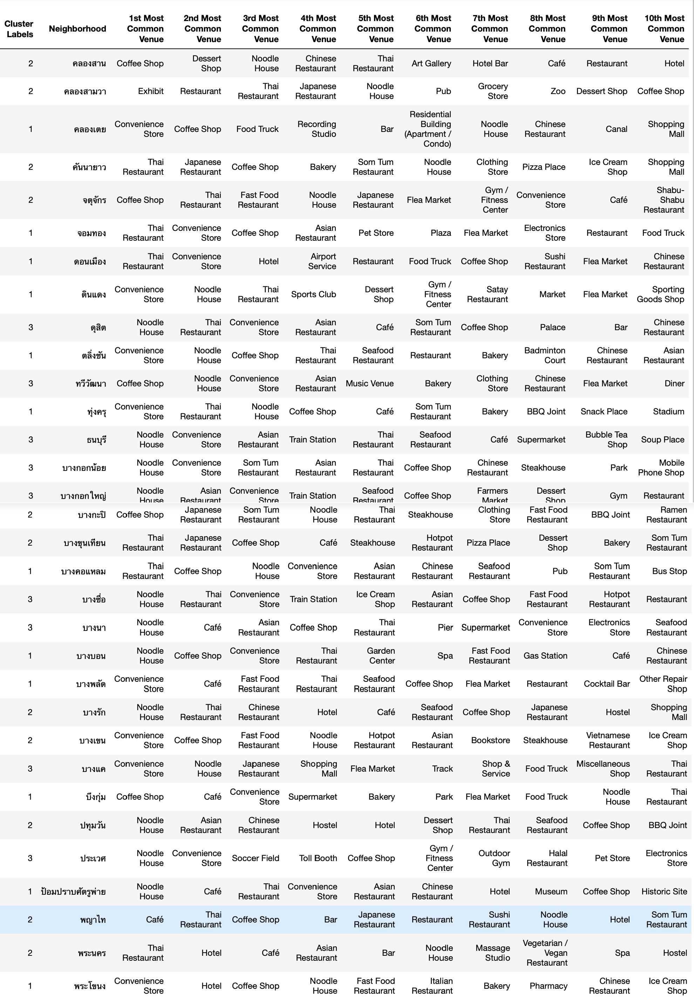 Cluster Labels Neighborhood 1st Most Common Venue 2nd Most Common Venue 3rd Most Common Venue 4th Most Common Venue 5th Most Common Venue 6th Most Common Venue 7th Most Common Venue 8th Most Common Venue 9th Most Common Venue 10th Most Common Venue
2 คลองสาน Coffee Shop Dessert Shop Noodle House Chinese Restaurant Thai Restaurant Art Gallery Hotel Bar Café Restaurant Hotel
2 คลองสามวา Exhibit Restaurant Thai Restaurant Japanese Restaurant Noodle House Pub Grocery Store Zoo Dessert Shop Coffee Shop
1 คลองเตย Convenience Store Coffee Shop Food Truck Recording Studio Bar Residential Building (Apartment / Condo) Noodle House Chinese Restaurant Canal Shopping Mall
2 คันนายาว Thai Restaurant Japanese Restaurant Coffee Shop Bakery Som Tum Restaurant Noodle House Clothing Store Pizza Place Ice Cream Shop Shopping Mall
2 จตุจักร Coffee Shop Thai Restaurant Fast Food Restaurant Noodle House Japanese Restaurant Flea Market Gym / Fitness Center Convenience Store Café Shabu-Shabu Restaurant
1 จอมทอง Thai Restaurant Convenience Store Coffee Shop Asian Restaurant Pet Store Plaza Flea Market Electronics Store Restaurant Food Truck
1 ดอนเมือง Thai Restaurant Convenience Store Hotel Airport Service Restaurant Food Truck Coffee Shop Sushi Restaurant Flea Market Chinese Restaurant
1 ดินแดง Convenience Store Noodle House Thai Restaurant Sports Club Dessert Shop Gym / Fitness Center Satay Restaurant Market Flea Market Sporting Goods Shop
3 ดุสิต Noodle House Thai Restaurant Convenience Store Asian Restaurant Café Som Tum Restaurant Coffee Shop Palace Bar Chinese Restaurant
1 ตลิ่งชัน Convenience Store Noodle House Coffee Shop Thai Restaurant Seafood Restaurant Restaurant Bakery Badminton Court Chinese Restaurant Asian Restaurant
3 ทวีวัฒนา Coffee Shop Noodle House Convenience Store Asian Restaurant Music Venue Bakery Clothing Store Chinese Restaurant Flea Market Diner
1 ทุ่งครุ Convenience Store Thai Restaurant Noodle House Coffee Shop Café Som Tum Restaurant Bakery BBQ Joint Snack Place Stadium
3 ธนบุรี Noodle House Convenience Store Asian Restaurant Train Station Thai Restaurant Seafood Restaurant Café Supermarket Bubble Tea Shop Soup Place
3 บางกอกน้อย Noodle House Convenience Store Som Tum Restaurant Asian Restaurant Thai Restaurant Coffee Shop Chinese Restaurant Steakhouse Park Mobile Phone Shop
3 บางกอกใหญ่ Noodle House Asian Restaurant Convenience Store Train Station Seafood Restaurant Coffee Shop Farmers Market Dessert Shop Gym Restaurant
2 บางกะปิ Coffee Shop Japanese Restaurant Som Tum Restaurant Noodle House Thai Restaurant Steakhouse Clothing Store Fast Food Restaurant BBQ Joint Ramen Restaurant
2 บางขุนเทียน Thai Restaurant Japanese Restaurant Coffee Shop Café Steakhouse Hotpot Restaurant Pizza Place Dessert Shop Bakery Som Tum Restaurant
1 บางคอแหลม Thai Restaurant Coffee Shop Noodle House Convenience Store Asian Restaurant Chinese Restaurant Seafood Restaurant Pub Som Tum Restaurant Bus Stop
3 บางซื่อ Noodle House Thai Restaurant Convenience Store Train Station Ice Cream Shop Asian Restaurant Coffee Shop Fast Food Restaurant Hotpot Restaurant Restaurant
3 บางนา Noodle House Café Asian Restaurant Coffee Shop Thai Restaurant Pier Supermarket Convenience Store Electronics Store Seafood Restaurant
1 บางบอน Noodle House Coffee Shop Convenience Store Thai Restaurant Garden Center Spa Fast Food Restaurant Gas Station Café Chinese Restaurant
1 บางพลัด Convenience Store Café Fast Food Restaurant Thai Restaurant Seafood Restaurant Coffee Shop Flea Market Restaurant Cocktail Bar Other Repair Shop
2 บางรัก Noodle House Thai Restaurant Chinese Restaurant Hotel Café Seafood Restaurant Coffee Shop Japanese Restaurant Hostel Shopping Mall
2 บางเขน Convenience Store Coffee Shop Fast Food Restaurant Noodle House Hotpot Restaurant Asian Restaurant Bookstore Steakhouse Vietnamese Restaurant Ice Cream Shop
3 บางแค Convenience Store Noodle House Japanese Restaurant Shopping Mall Flea Market Track Shop & Service Food Truck Miscellaneous Shop Thai Restaurant
1 บึงกุ่ม Coffee Shop Café Convenience Store Supermarket Bakery Park Flea Market Food Truck Noodle House Thai Restaurant
2 ปทุมวัน Noodle House Asian Restaurant Chinese Restaurant Hostel Hotel Dessert Shop Thai Restaurant Seafood Restaurant Coffee Shop BBQ Joint
3 ประเวศ Noodle House Convenience Store Soccer Field Toll Booth Coffee Shop Gym / Fitness Center Outdoor Gym Halal Restaurant Pet Store Electronics Store
1 ป้อมปราบศัตรูพ่าย Noodle House Café Thai Restaurant Convenience Store Asian Restaurant Chinese Restaurant Hotel Museum Coffee Shop Historic Site
2 พญาไท Café Thai Restaurant Coffee Shop Bar Japanese Restaurant Restaurant Sushi Restaurant Noodle House Hotel Som Tum Restaurant
2 พระนคร Thai Restaurant Hotel Café Asian Restaurant Bar Noodle House Massage Studio Vegetarian / Vegan Restaurant Spa Hostel
1 พระโขนง Convenience Store Hotel Coffee Shop Noodle House Fast Food Restaurant Italian Restaurant Bakery Pharmacy Chinese Restaurant Ice Cream Shop